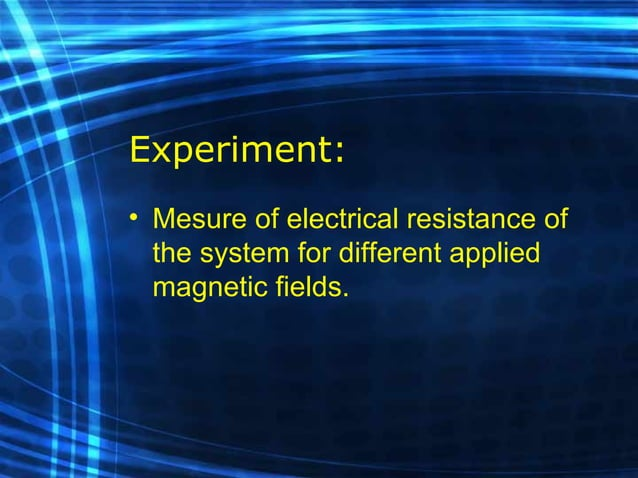 Experiment:
• Mesure of electrical resistance of
the system for different applied
magnetic fields.